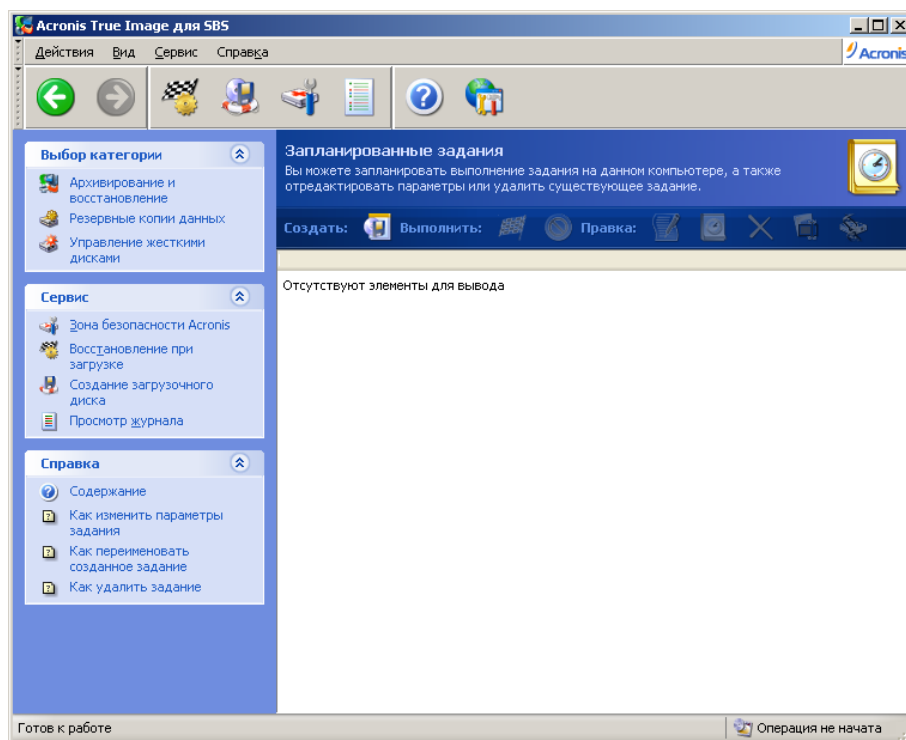 Acronis True Image для SBS
Действия Вид Сервис Справка
Acronis
Выбор категории
Архивирование и
восстановление
Резервные копии данных
Управление жесткими
дисками
Сервис
Зона безопасности Acronis
Восстановление при
загрузке
Создание загрузочного
диска
Просмотр журнала
Справка
Содержание
Как изменить параметры
задания
Как переименовать
созданное задание
Как удалить задание
Запланированные задания
Вы можете запланировать выполнение задания на данном компьютере, а также
отредактировать параметры или удалить существующее задание.
Создать: Выполнить: Правка:
Отсутствуют элементы для вывода
Готов к работе
Операция не начата